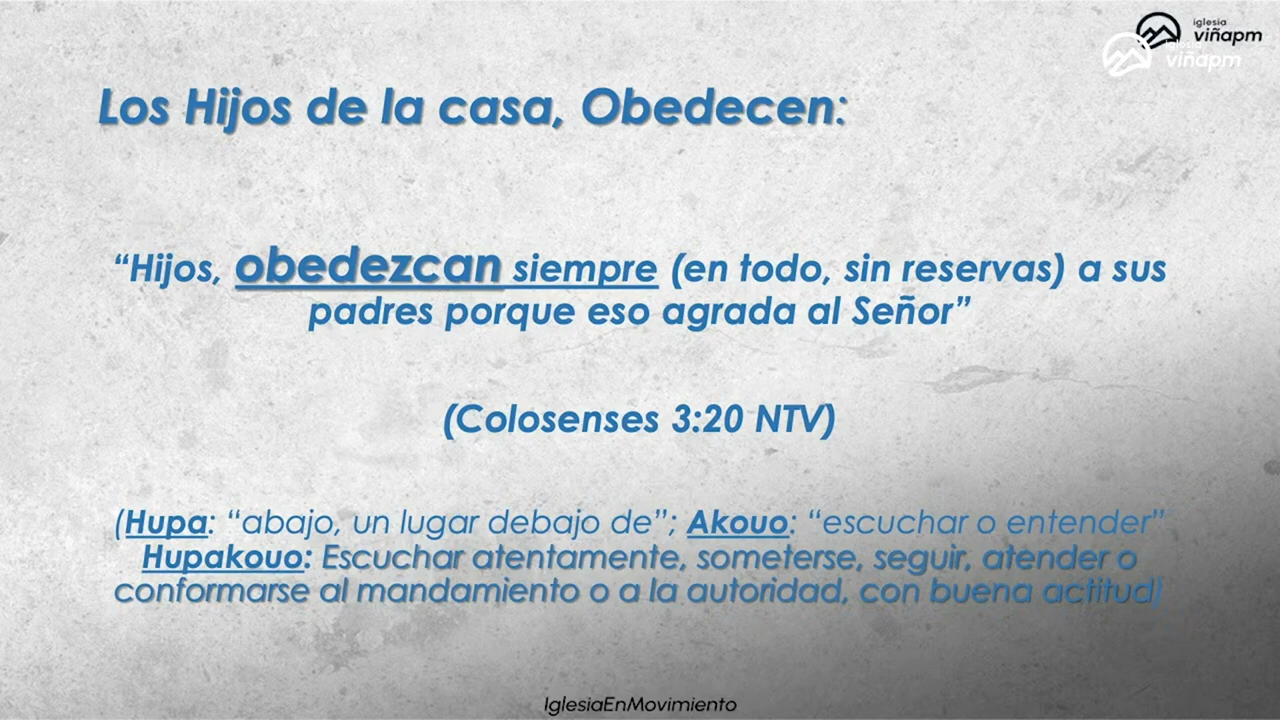 iglesia
viñapm
iglesia
viñapm
Los Hijos de la casa, Obedecen:
“Hijos, obedezcan siempre (en todo, sin reservas) a sus
padres porque eso agrada al Señor”
(Colosenses 3:20 NTV)
(Hupa: “abajo, un lugar debajo de”; Akouo: “escuchar o entender”
Hupakouo: Escuchar atentamente, someterse, seguir, atender o
conformarse al mandamiento o a la autoridad, con buena actitud)
IglesiaEnMovimiento